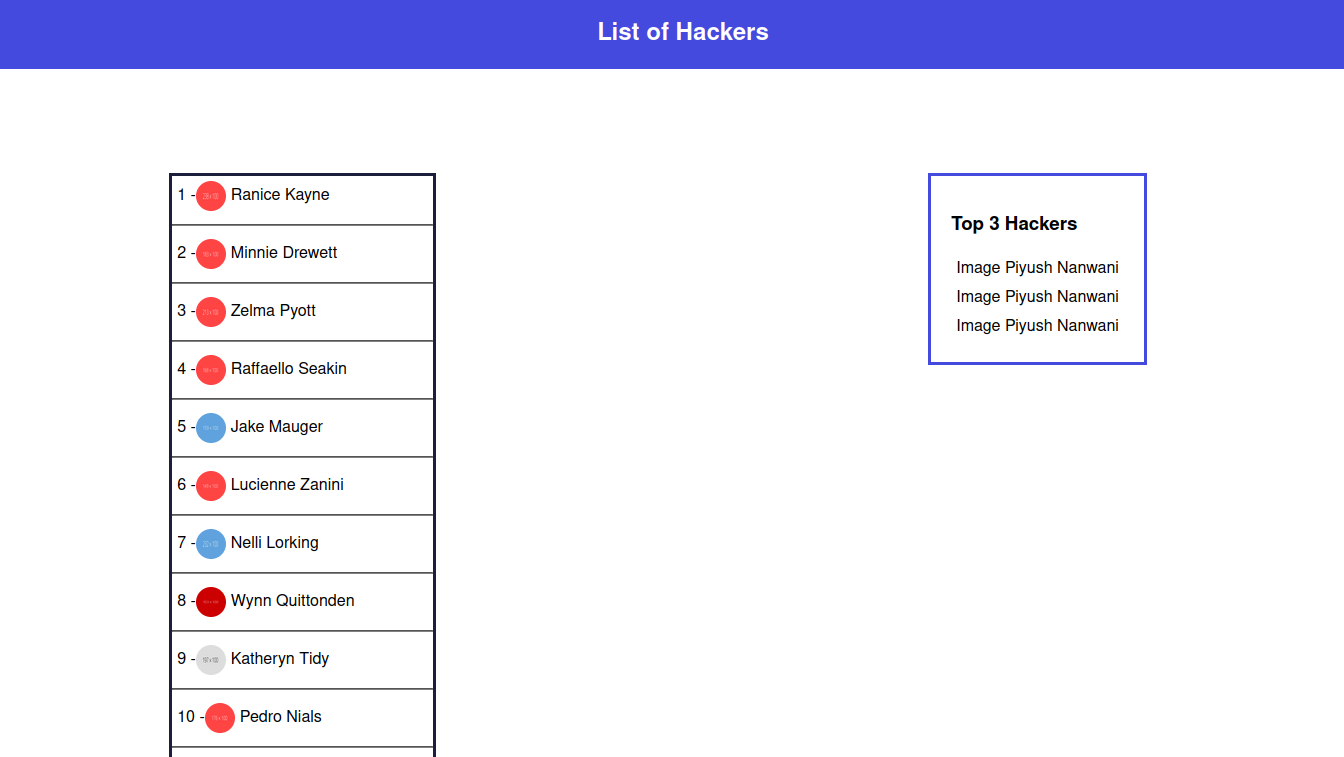 List of Hackers
1 - Ranice Kayne
2 - Minnie Drewett
3 - Zelma Pyott
4 - Raffaello Seakin
5 - Jake Mauger
6 - Lucienne Zanini
7 - Nelli Lorking
8 - Wynn Quittonden
9 - Katheryn Tidy
10 - Pedro Nials
Top 3 Hackers
Image Piyush Nanwani
Image Piyush Nanwani
Image Piyush Nanwani